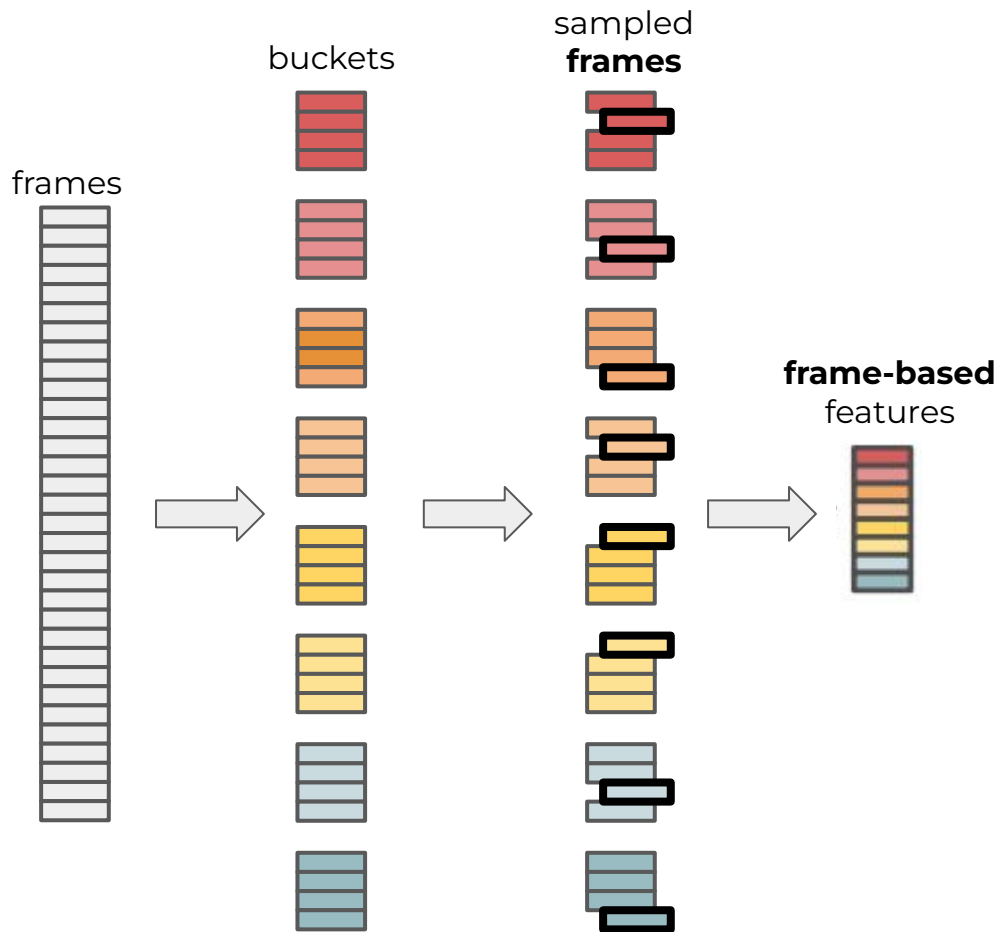 frames
buckets
sampled
frames
frame-based
features